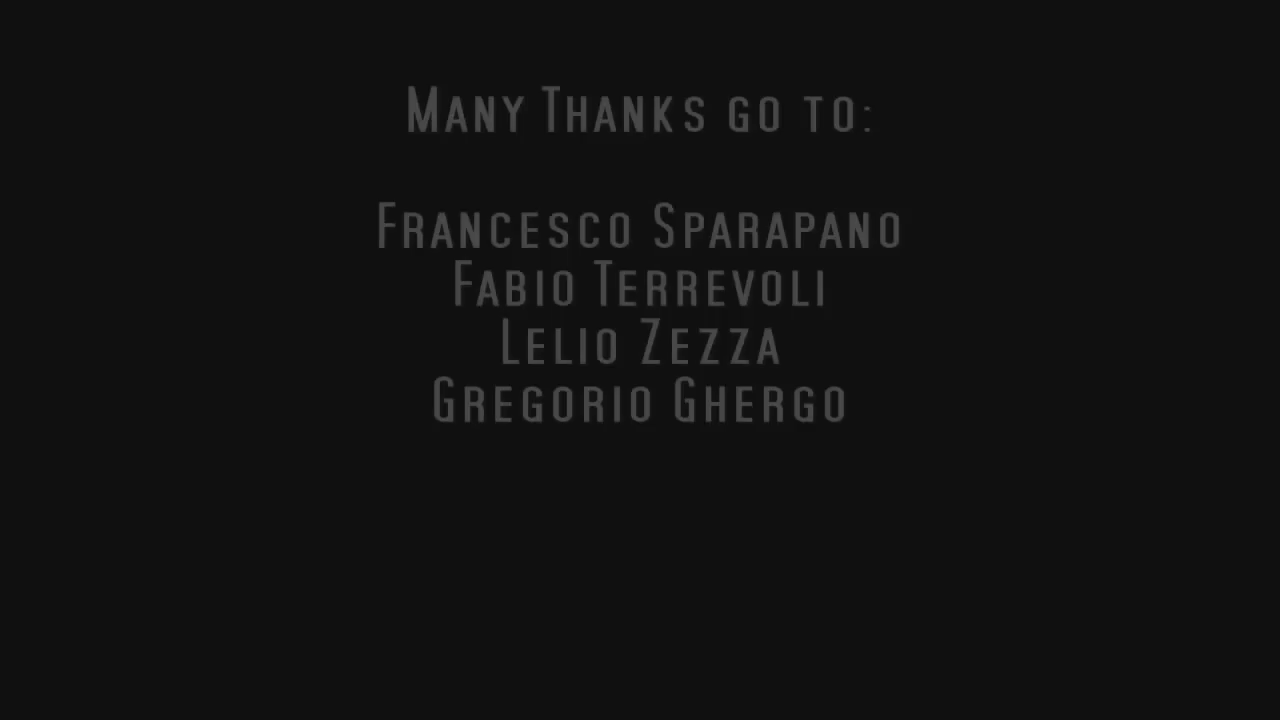 Many Thanks go to:
Francesco Sparapano
Fabio Terrevoli
Lelio Zezza
Gregorio Ghergo